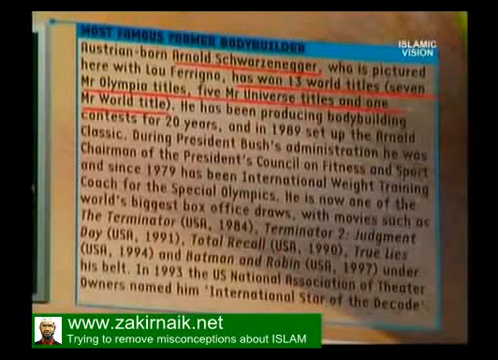 MOST FAMOUS FORMER BODYBUILDER
Austrian-born Arnold Schwarzenegger, who is pictured
here with Lou Ferrigno, has won 13 world titles (seven
Mr Olympia titles, five Mr Universe titles and one
Mr World title). He has been producing bodybuilding
contests for 20 years, and in 1989 set up the Arnold
Classic. During President Bush's administration he was
Chairman of the President's Council on Fitness and Sport
and since 1979 has been International Weight Training
Coach for the Special Olympics. He is now one of the
world's biggest box office draws, with movies such as
The Terminator (USA, 1984), Terminator 2: Judgment
Day (USA, 1991), Total Recall (USA, 1990), True Lies
(USA, 1994) and Batman and Robin (USA, 1997) under
his belt. In 1993 the US National Association of Theater
Owners named him 'International Star of the Decade'.
ISLAMIC
VISION
www.zakirnaik.net
Trying to remove misconceptions about ISLAM